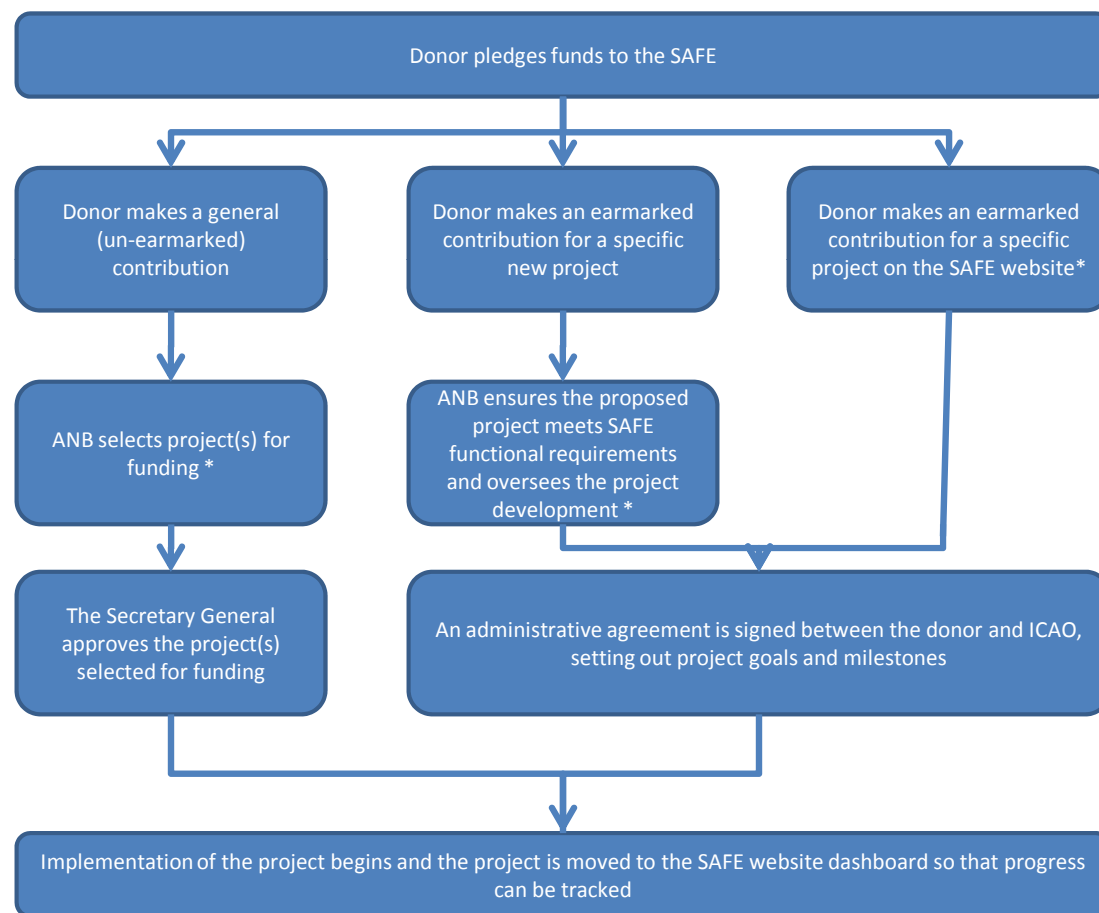 Donor pledges funds to the SAFE
Donor makes a general
(un-earmarked)
contribution
Donor makes an earmarked
contribution for a specific
new project
Donor makes an earmarked
contribution for a specific
project on the SAFE website*
ANB selects project(s) for
funding *
ANB ensures the proposed
project meets SAFE
functional requirements
and oversees the project
development *
The Secretary General
approves the project(s)
selected for funding
An administrative agreement is signed between the donor and ICAO,
setting out project goals and milestones
Implementation of the project begins and the project is moved to the SAFE website dashboard so that progress
can be tracked